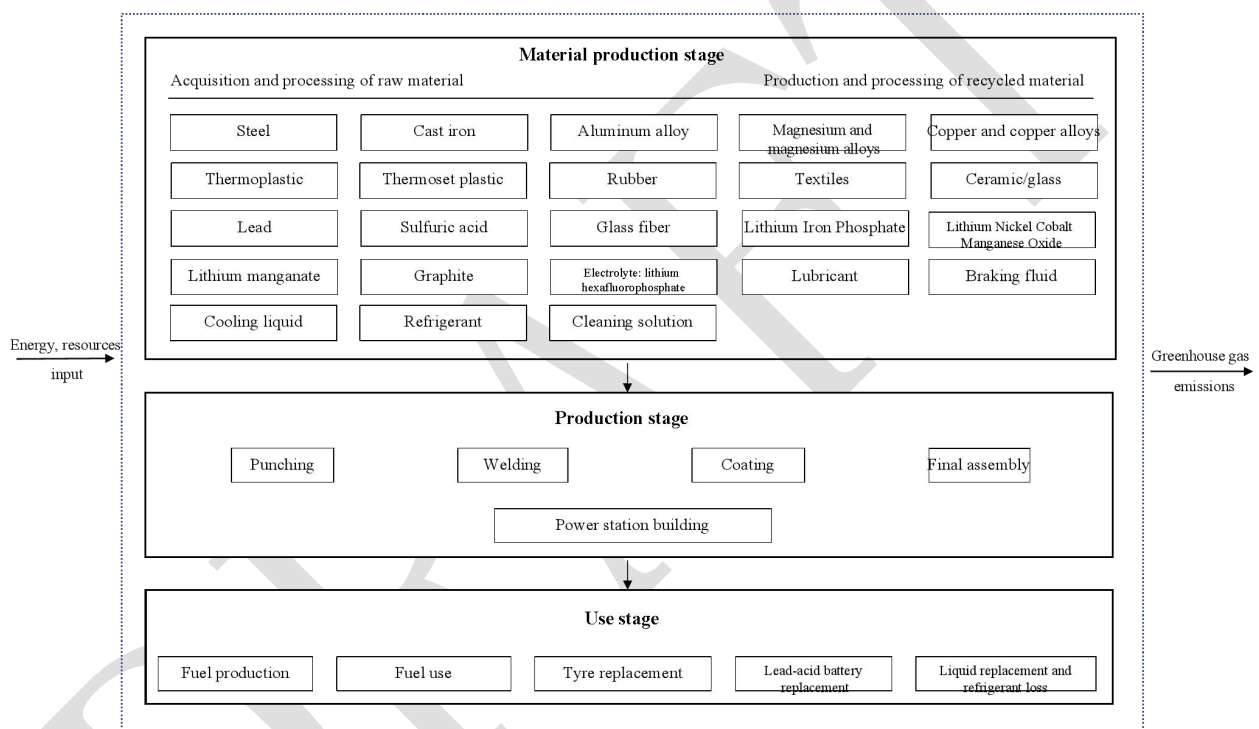 Material production stage
Acquisition and processing of raw material
Production and processing of recycled material
Steel
Cast iron
Aluminum alloy
Magnesium and
magnesium alloys
Copper and copper alloys
Thermoplastic
Thermoset plastic
Rubber
Textiles
Ceramic/glass
Lead
Sulfuric acid
Glass fiber
Lithium Iron Phosphate
Lithium Nickel Cobalt
Manganese Oxide
Lithium manganate
Graphite
Electrolyte: lithium
hexafluorophosphate
Lubricant
Braking fluid
Cooling liquid
Refrigerant
Cleaning solution
Energy, resources
input
Greenhouse gas
emissions
Production stage
Punching
Welding
Coating
Final assembly
Power station building
Use stage
Fuel production
Fuel use
Tyre replacement
Lead-acid battery
replacement
Liquid replacement and
refrigerant loss